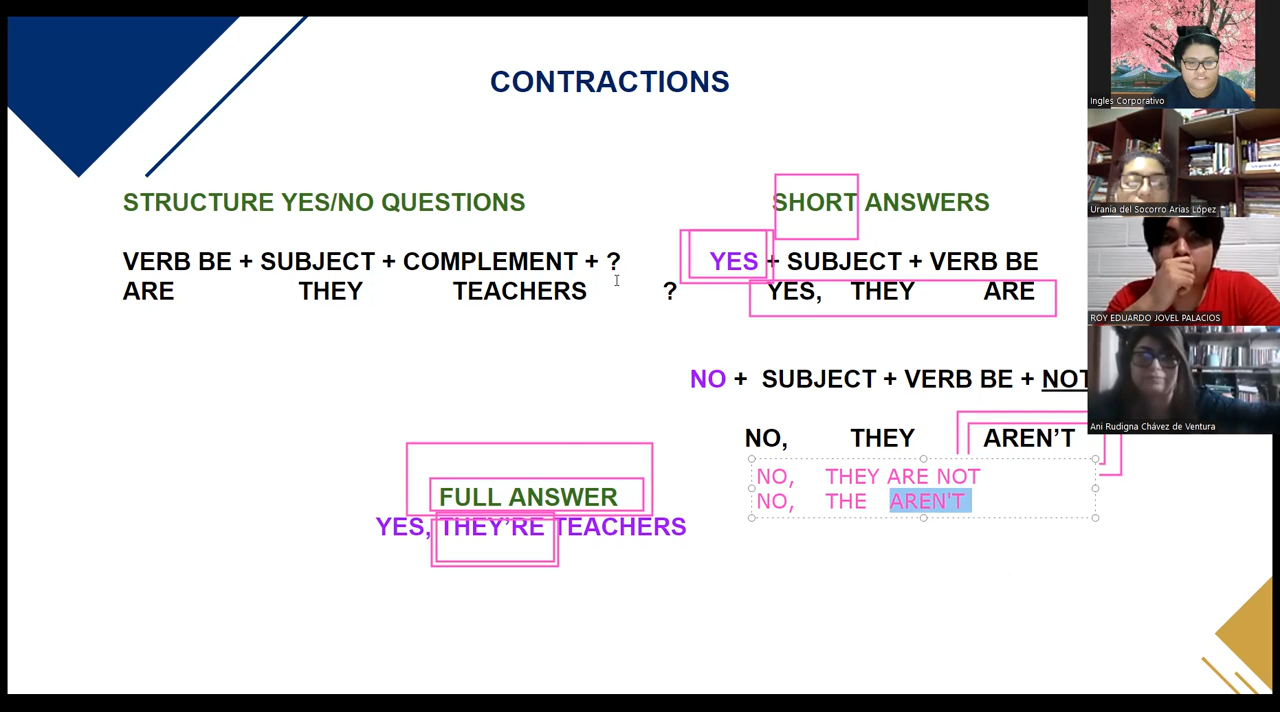 CONTRACTIONS
STRUCTURE YES/NO QUESTIONS
VERB BE + SUBJECT + COMPLEMENT + ?
ARE THEY TEACHERS ?
SHORT ANSWERS
YES + SUBJECT + VERB BE
YES, THEY ARE
NO + SUBJECT + VERB BE + NOT
NO, THEY AREN’T
NO, THEY ARE NOT
NO, THE AREN'T
FULL ANSWER
YES, THEY’RE TEACHERS
Ingles Corporativo
Urania del Socorro Arias López
ROY EDUARDO JOVEL PALACIOS
Ani Rudigna Chávez de Ventura